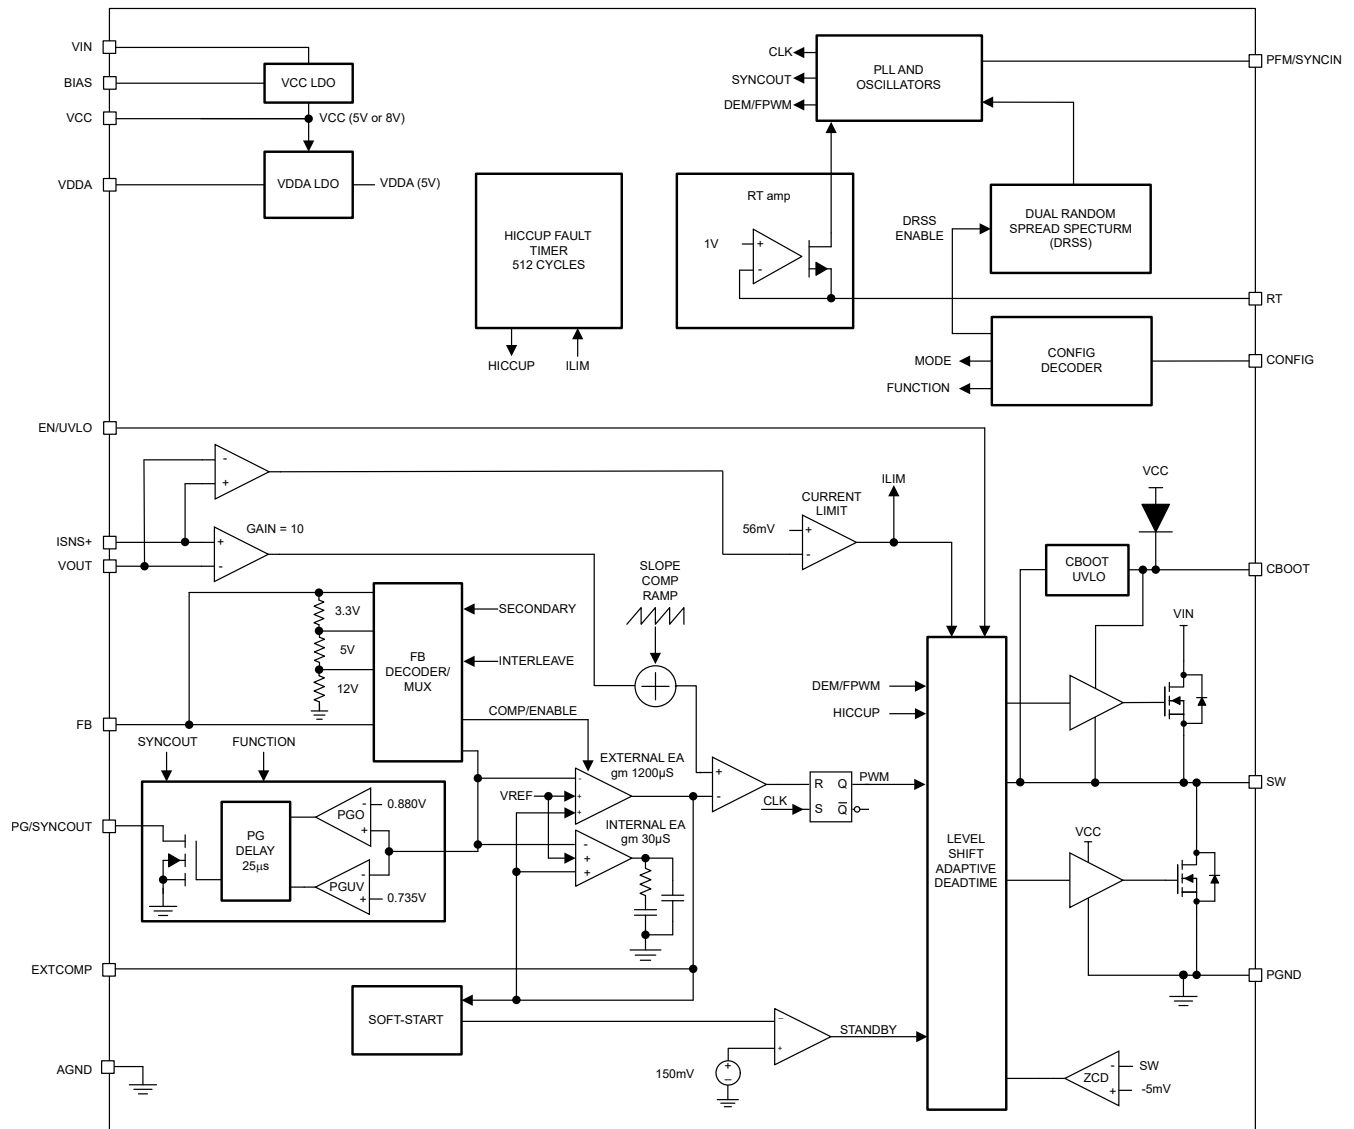 VIN
BIAS
VCC
VDDA
VCC LDO
VCC (5V or 8V)
VDDA LDO
VDDA (5V)
HICCUP FAULT
TIMER
512 CYCLES
HICCUP
ILIM
CLK
SYNCOUT
DEM/FPWM
PLL AND
OSCILLATORS
PFM/SYNCIN
RT amp
1V
+
-
DRSS
ENABLE
DUAL RANDOM
SPREAD SPECTURM
(DRSS)
RT
MODE
FUNCTION
CONFIG
DECODER
CONFIG
EN/UVLO
-
+
ISNS+
VOUT
GAIN = 10
+
-
56mV
CURRENT
LIMIT
+
-
ILIM
VCC
CBOOT
UVLO
CBOOT
SLOPE
COMP
RAMP
3.3V
5V
12V
FB
DECODER/
MUX
SECONDARY
INTERLEAVE
COMP/ENABLE
FB
SYNCOUT
FUNCTION
EXTERNAL EA
gm 1200µS
VREF
-
+
+
INTERNAL EA
gm 30µS
-
+
+
+
-
CLK
R
Q
S
Q
PWM
DEM/FPWM
HICCUP
LEVEL
SHIFT
ADAPTIVE
DEADTIME
VIN
SW
VCC
PG/SYNCOUT
PG
DELAY
25µs
PGO
-
+
0.880V
PGUV
-
+
0.735V
EXTCOMP
PGND
SOFT-START
150mV
+
–
–
+
STANDBY
ZCD
-
+
SW
-5mV
AGND